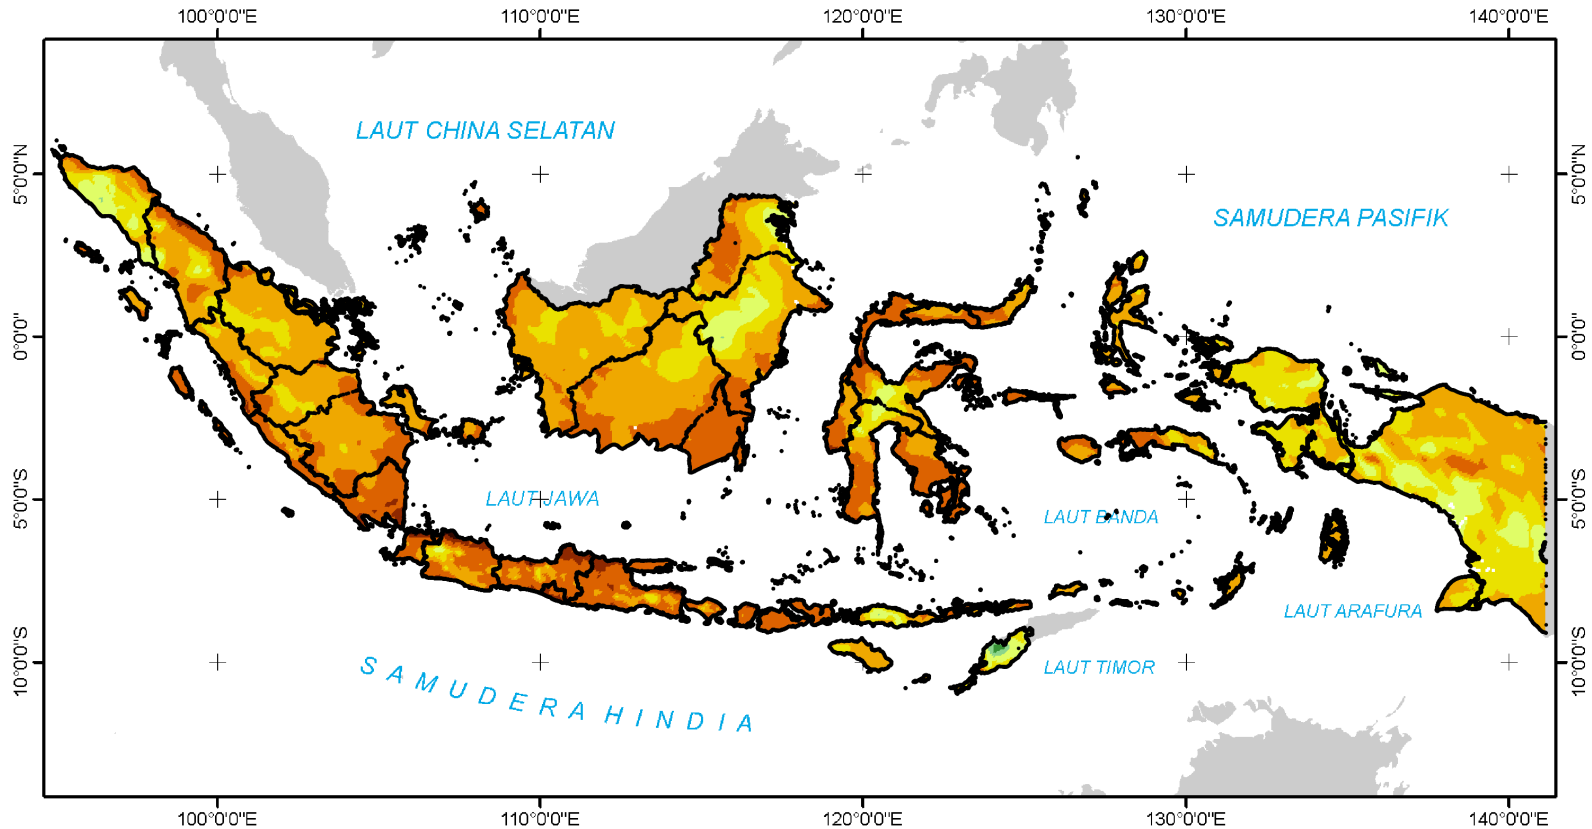 100°0'0"E 110°0'0"E 120°0'0"E 130°0'0"E 140°0'0"E
LAUT CHINA SELATAN
5°0'0"N 5°0'0"N
SAMUDERA PASIFIK
0°0'0" 0°0'0"
5°0'0"S 5°0'0"S
LAUT JAWA
LAUT BANDA
LAUT ARAFURA
10°0'0"S 10°0'0"S
LAUT TIMOR
SAMUDERA HINDIA
100°0'0"E 110°0'0"E 120°0'0"E 130°0'0"E 140°0'0"E